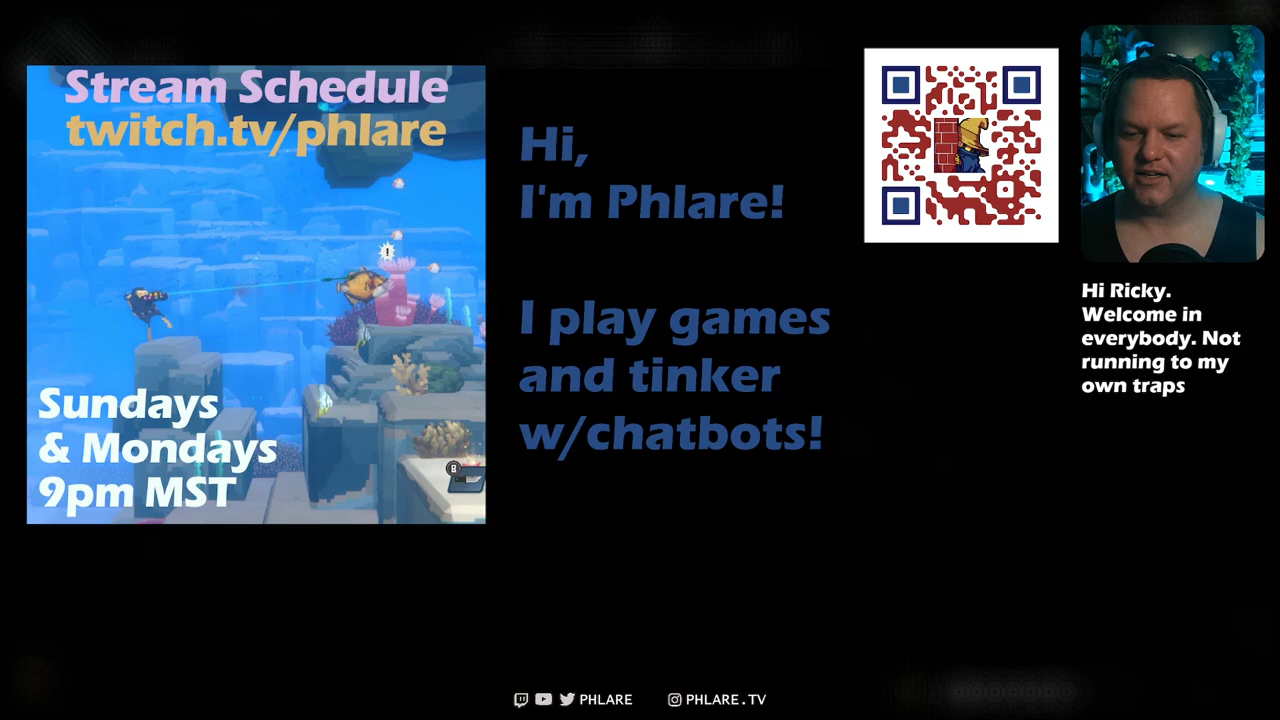 Stream Schedule
twitch.tv/phlare
!
B
Sundays
& Mondays
9pm MST
Hi,
I'm Phlare!
I play games
and tinker
w/chatbots!
Hi Ricky.
Welcome in
everybody. Not
running to my
own traps
PHLARE
PHLARE.TV